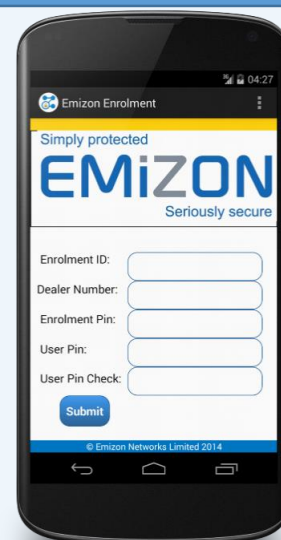 04:27
Emizon Enrolment
Simply protected
EMiZON
Seriously secure
Enrolment ID:
Dealer Number:
Enrolment Pin:
User Pin:
User Pin Check:
Submit
© Emizon Networks Limited 2014